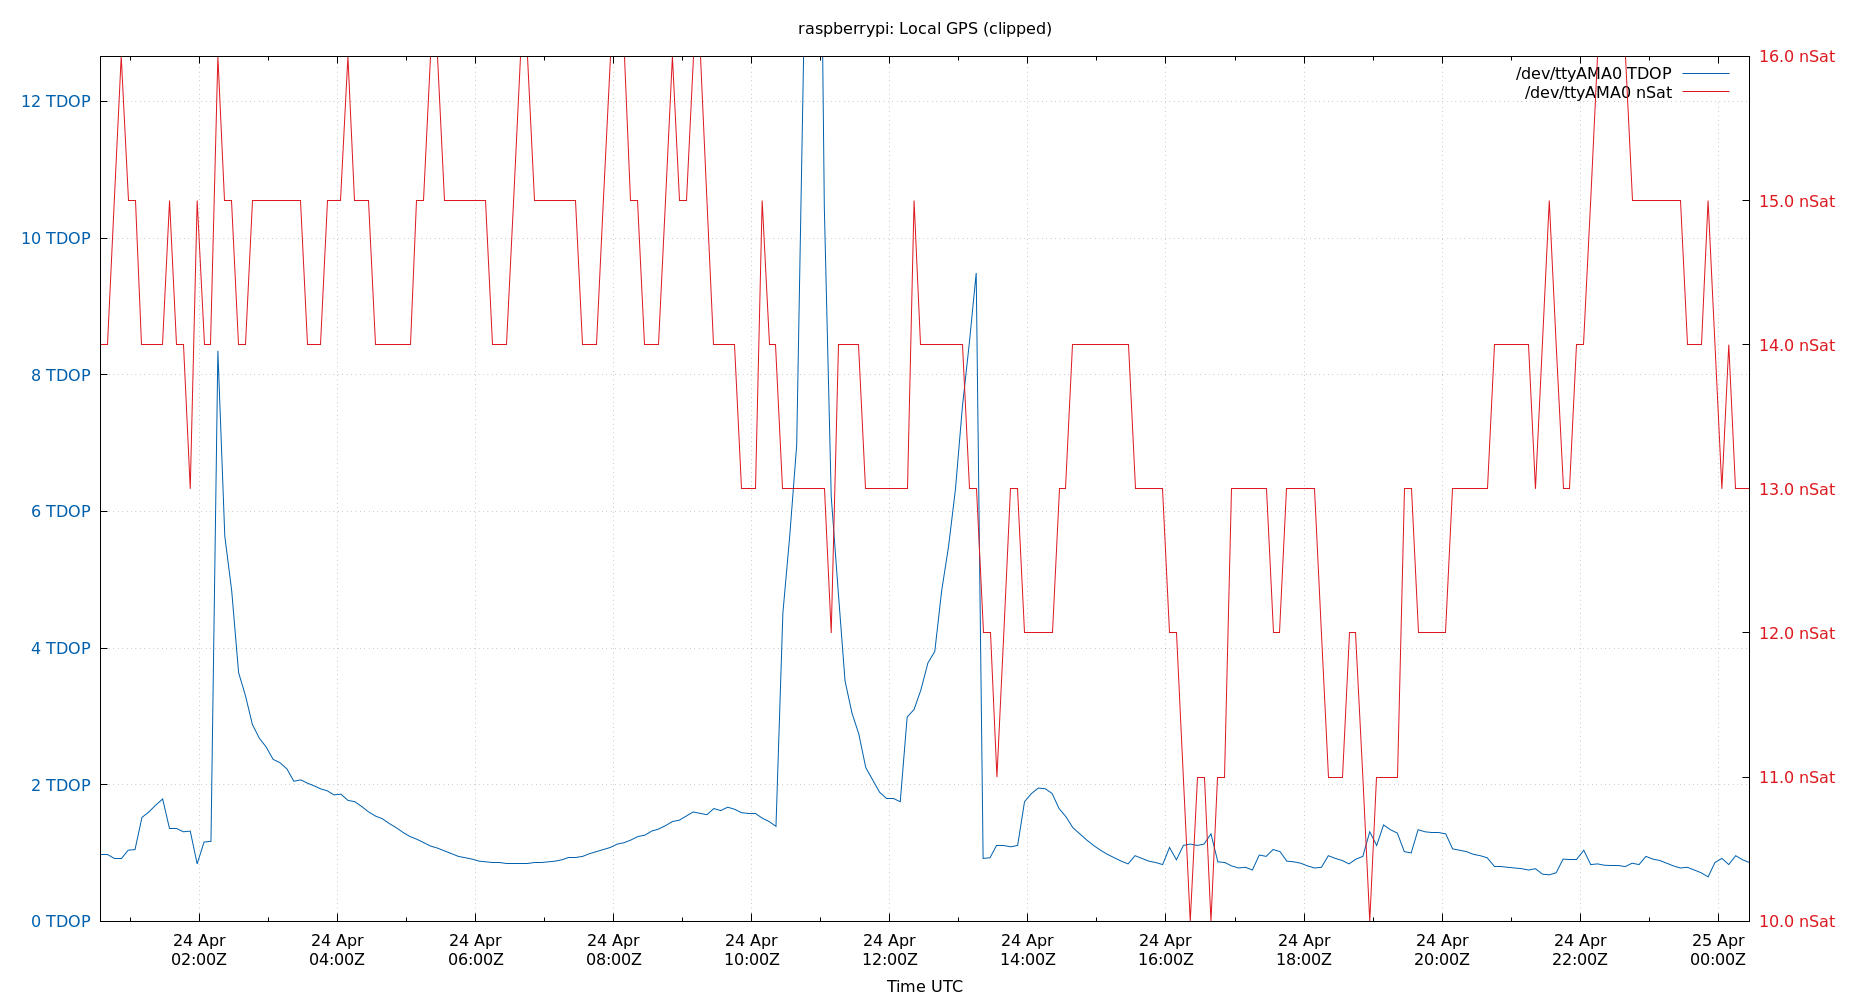 raspberrypi: Local GPS (clipped)
/dev/ttyAMA0 TDOP
/dev/ttyAMA0 nSat
12 TDOP
10 TDOP
8 TDOP
6 TDOP
4 TDOP
2 TDOP
0 TDOP
16.0 nSat
15.0 nSat
14.0 nSat
13.0 nSat
12.0 nSat
11.0 nSat
10.0 nSat
24 Apr
02:00Z
24 Apr
04:00Z
24 Apr
06:00Z
24 Apr
08:00Z
24 Apr
10:00Z
24 Apr
12:00Z
24 Apr
14:00Z
24 Apr
16:00Z
24 Apr
18:00Z
24 Apr
20:00Z
24 Apr
22:00Z
25 Apr
00:00Z
Time UTC